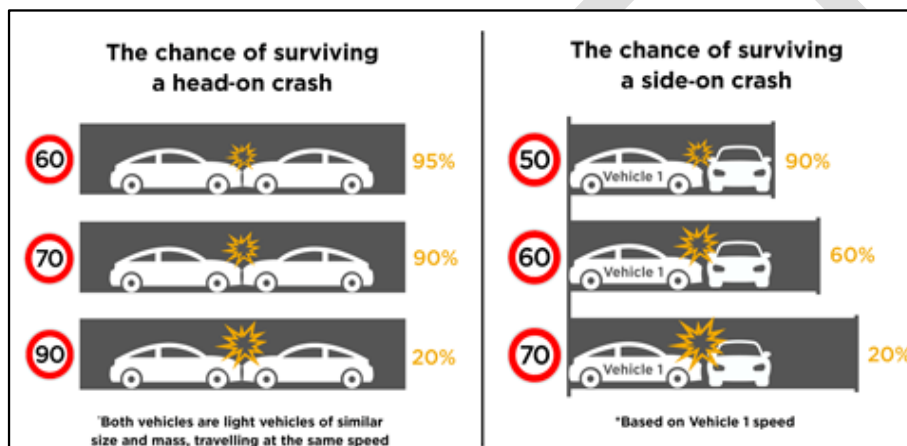 The chance of surviving
a head-on crash
60
95%
70
90%
90
20%
*Both vehicles are light vehicles of similar
size and mass, travelling at the same speed
The chance of surviving
a side-on crash
50
Vehicle 1
90%
60
Vehicle 1
60%
70
Vehicle 1
20%
*Based on Vehicle 1 speed